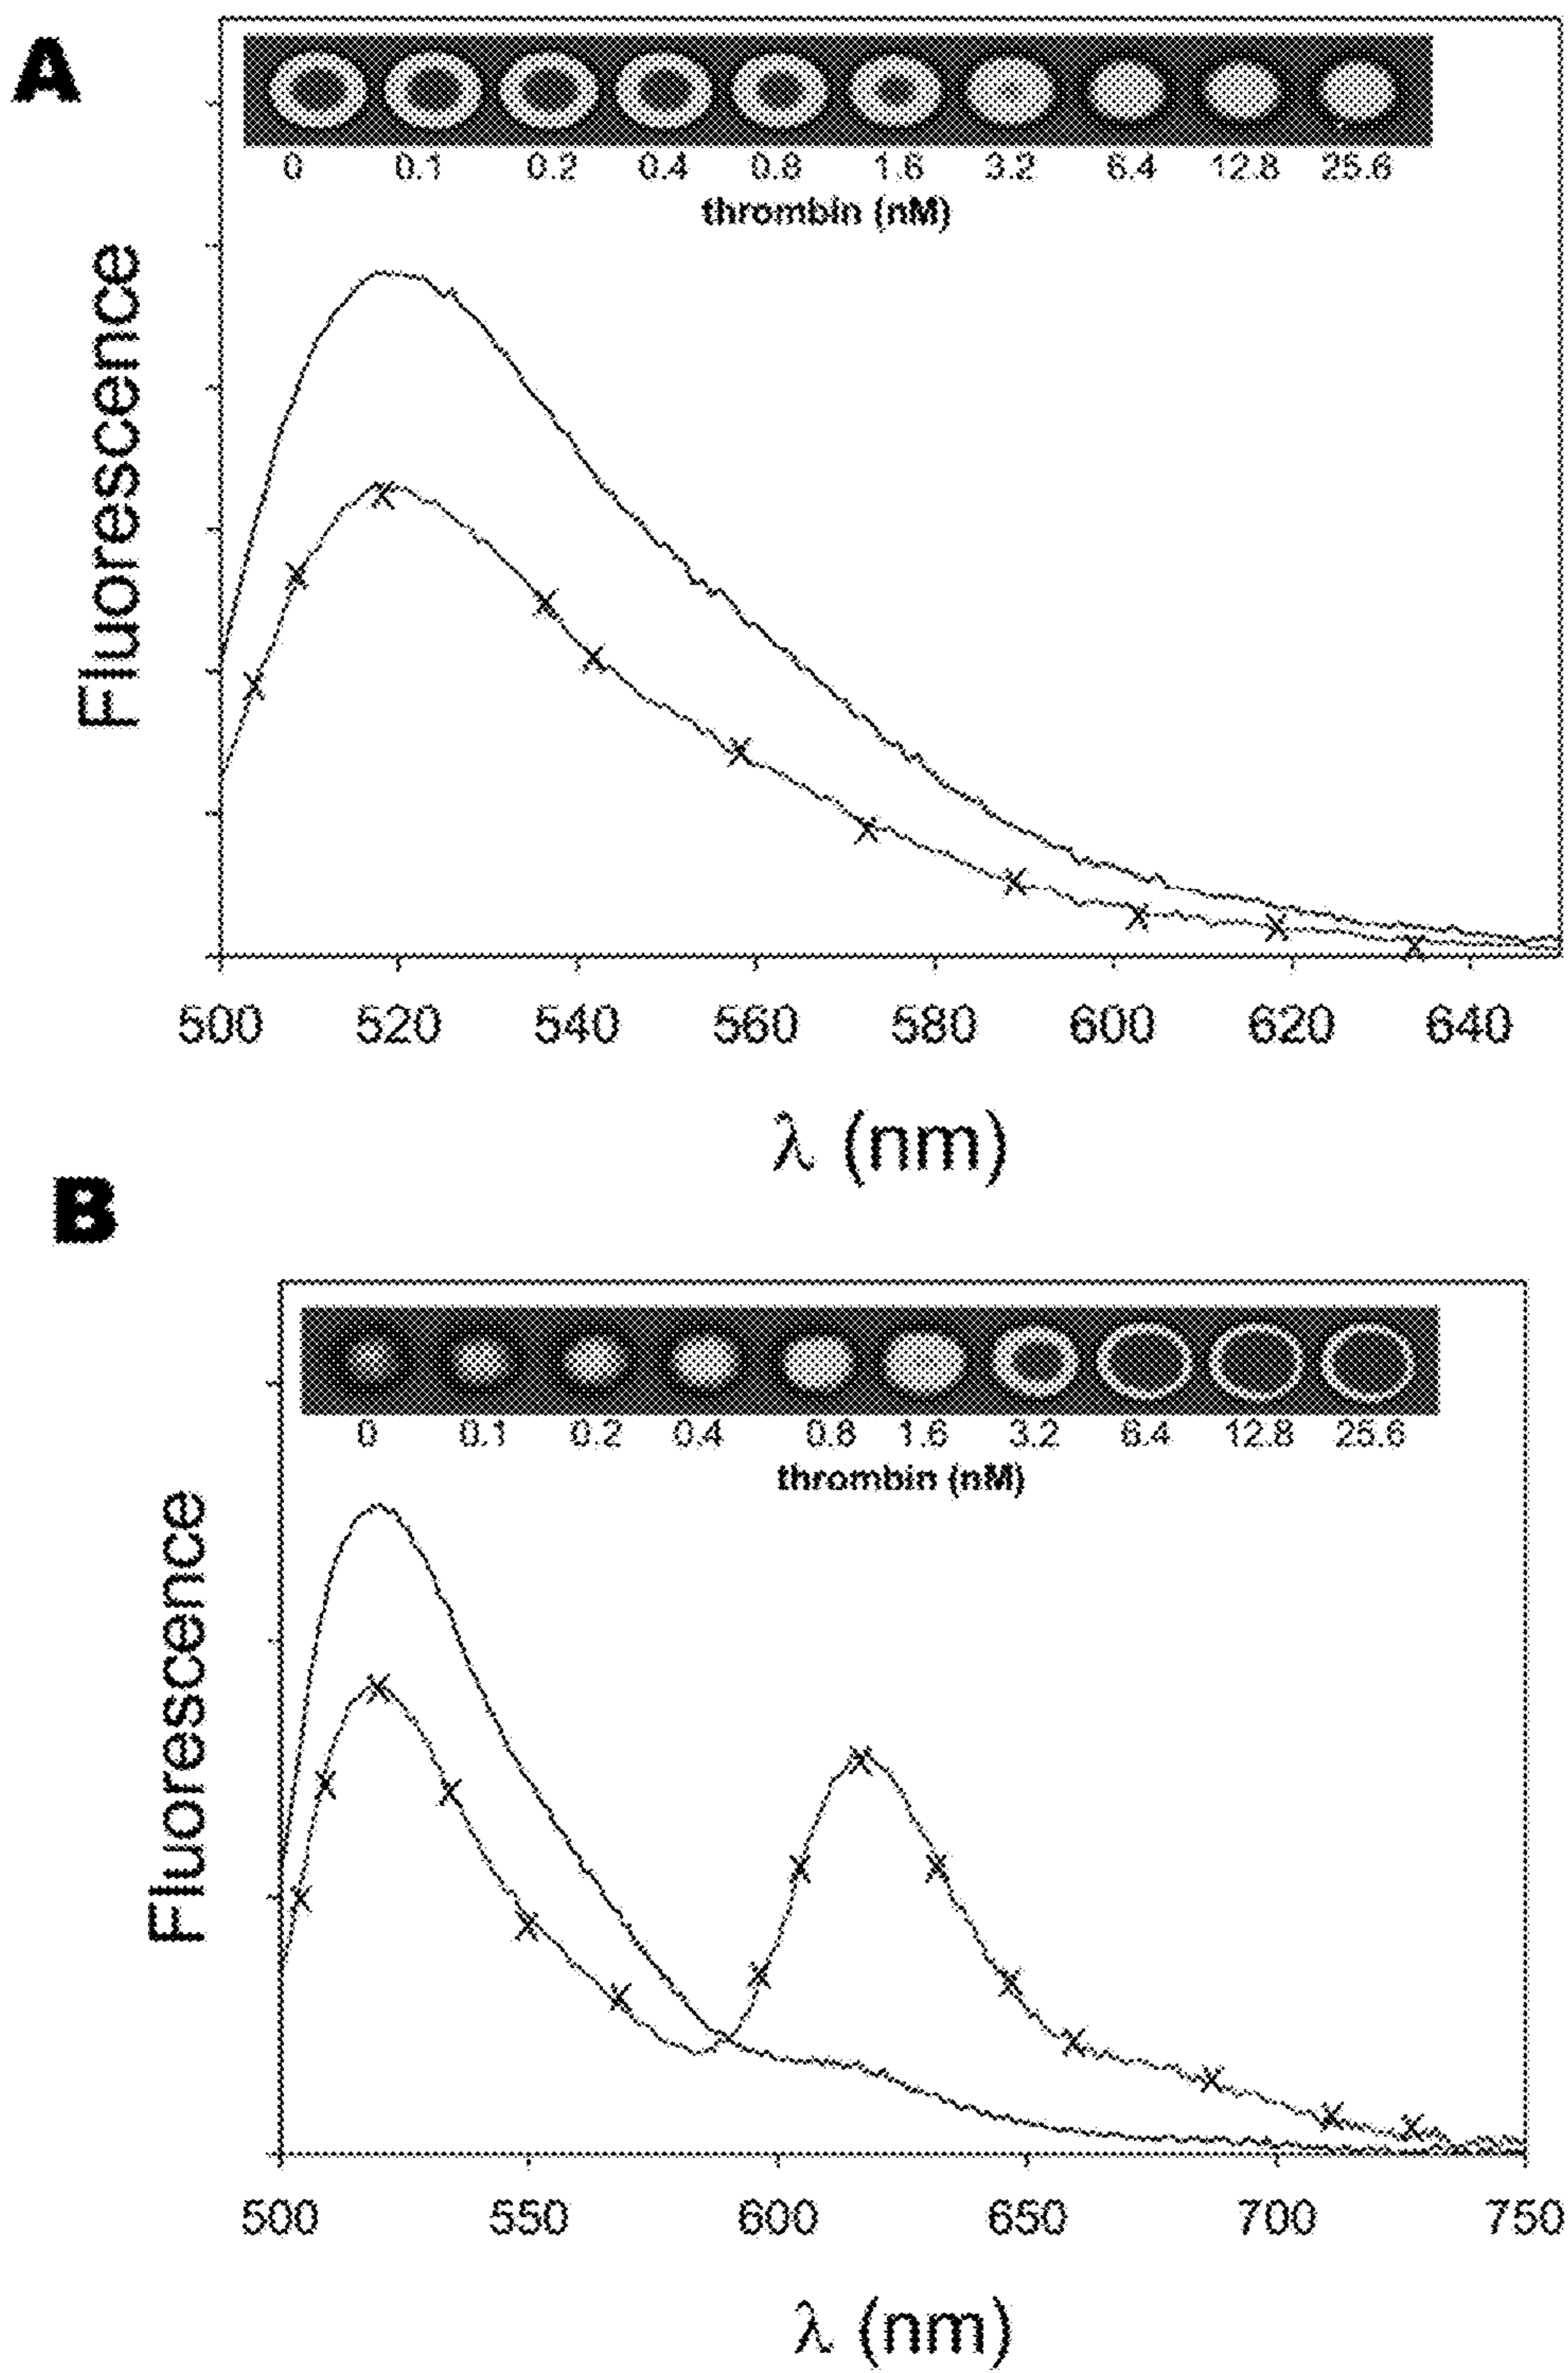 A
0 0.1 0.2 0.4 0.8 1.6 3.2 6.4 12.8 25.6
thrombin (nM)
Fluorescence
500 520 540 560 580 600 620 640
λ (nm)
B
0 0.1 0.2 0.4 0.8 1.6 3.2 6.4 12.8 25.6
thrombin (nM)
Fluorescence
500 550 600 650 700 750
λ (nm)